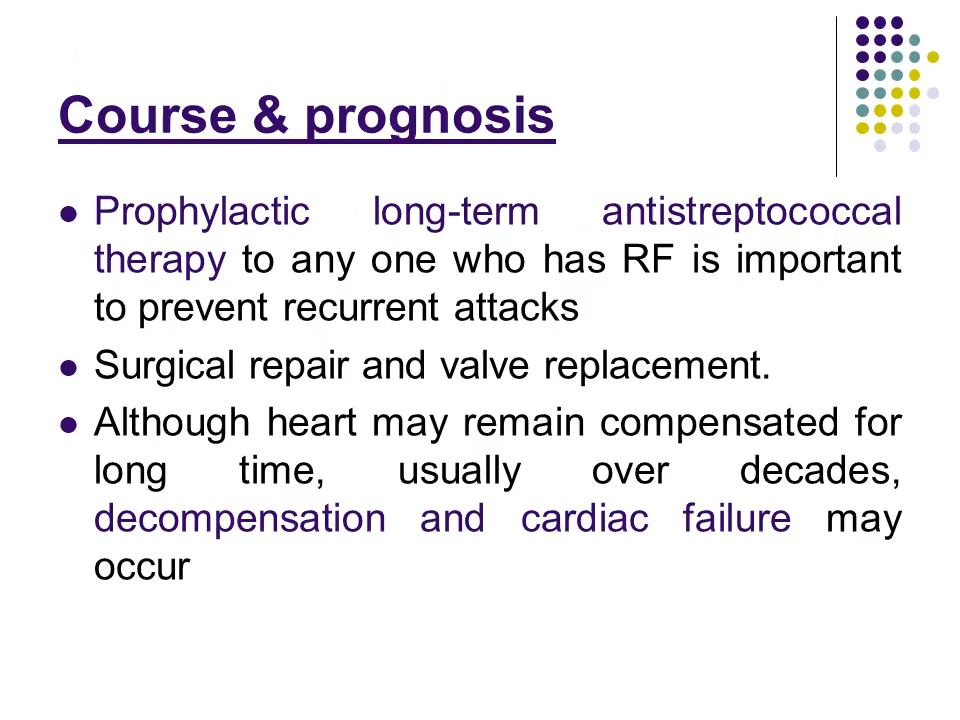 Course & prognosis
Prophylactic long-term antistreptococcal
therapy to any one who has RF is important
to prevent recurrent attacks
Surgical repair and valve replacement.
Although heart may remain compensated for
long time, usually over decades,
decompensation and cardiac failure may
occur